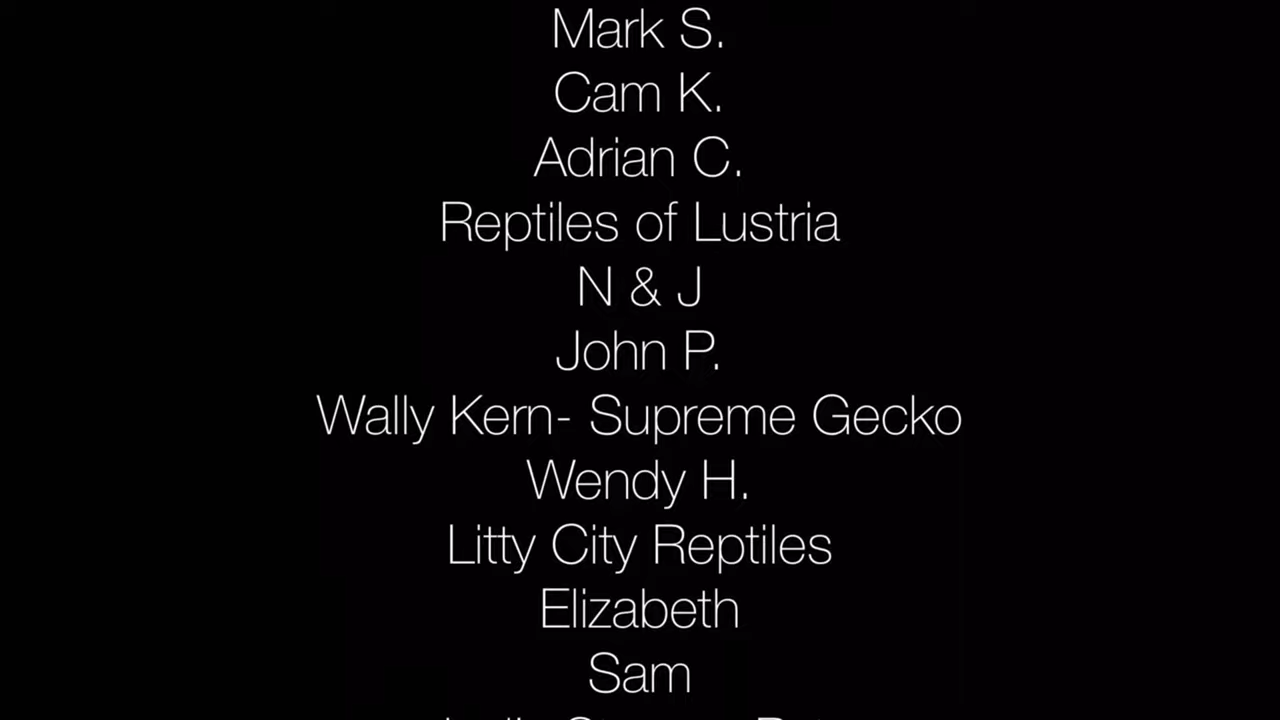 Mark S.
Cam K.
Adrian C.
Reptiles of Lustria
N & J
John P.
Wally Kern- Supreme Gecko
Wendy H.
Litty City Reptiles
Elizabeth
Sam